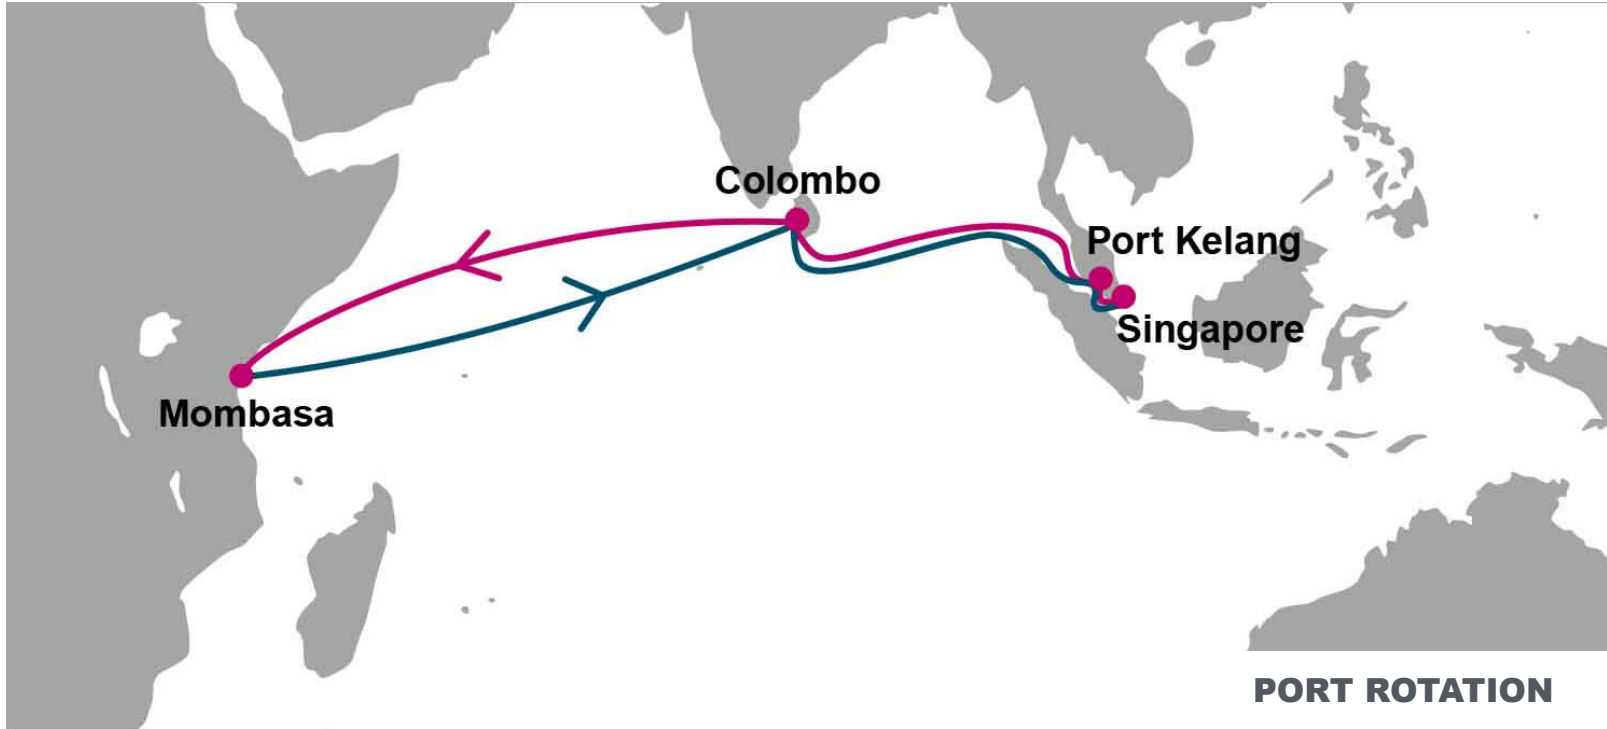 Colombo
Port Kelang
Singapore
Mombasa
PORT ROTATION